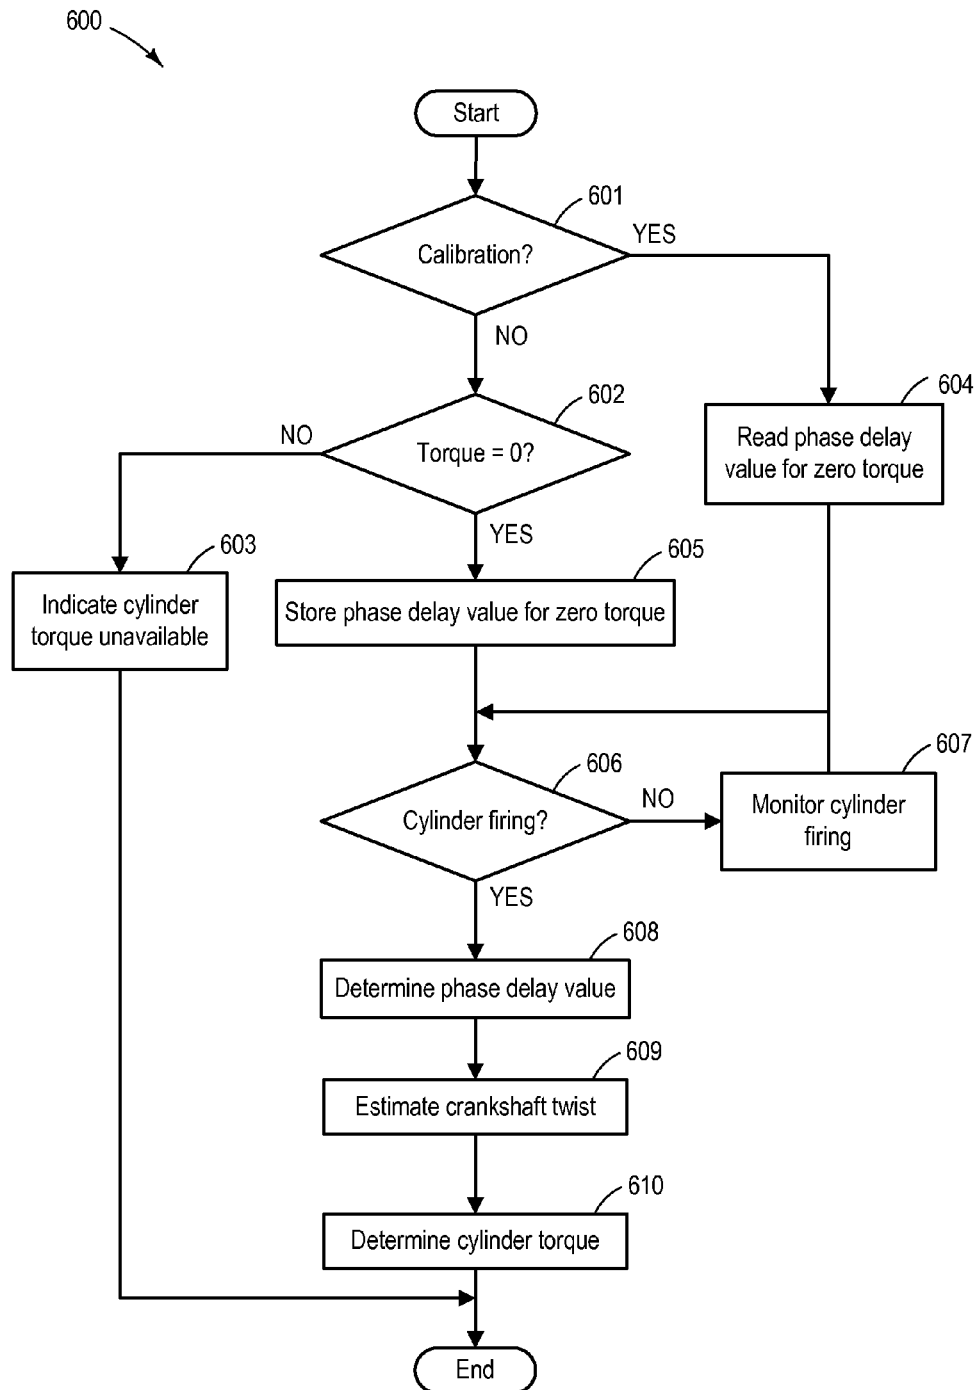 600
Start
601
Calibration?
YES
NO
602
Torque = 0?
NO
YES
604
Read phase delay
value for zero torque
603
Indicate cylinder
torque unavailable
605
Store phase delay value for zero torque
606
Cylinder firing?
NO
YES
607
Monitor cylinder
firing
608
Determine phase delay value
609
Estimate crankshaft twist
610
Determine cylinder torque
End